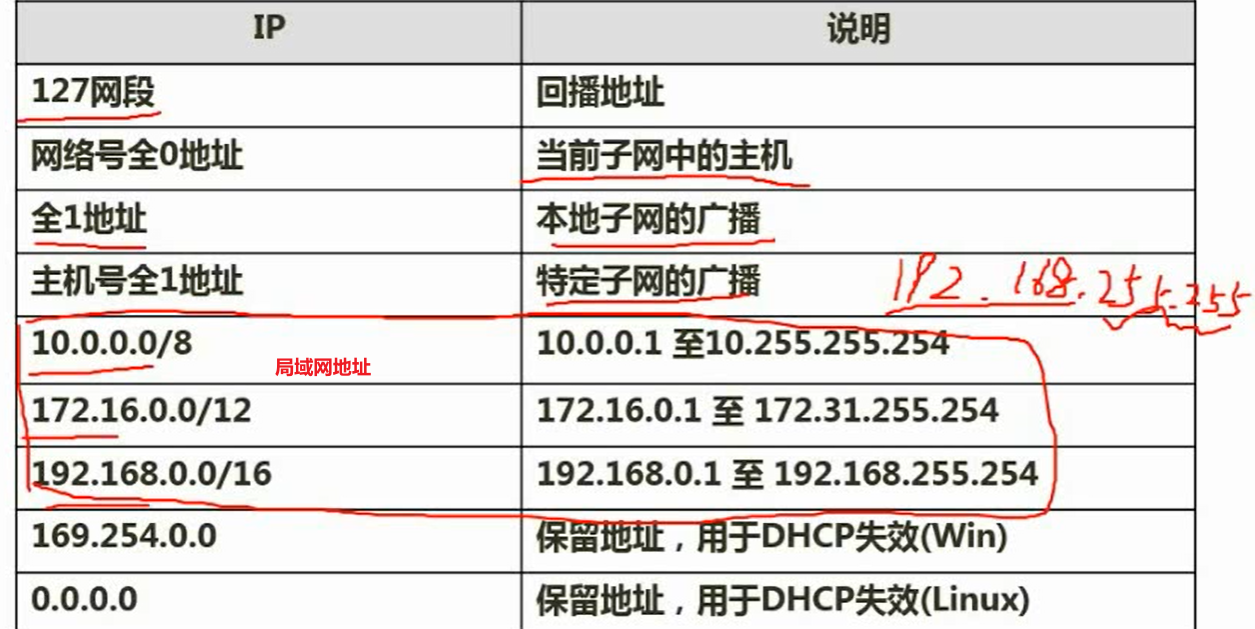 IP 说明
127网段 回播地址
网络号全0地址 当前子网中的主机
全1地址 本地子网的广播
主机号全1地址 特定子网的广播 192.168.255.255
10.0.0.0/8 局域网地址 10.0.0.1 至10.255.255.254
172.16.0.0/12 172.16.0.1 至 172.31.255.254
192.168.0.0/16 192.168.0.1 至 192.168.255.254
169.254.0.0 保留地址，用于DHCP失效(Win)
0.0.0.0 保留地址，用于DHCP失效(Linux)